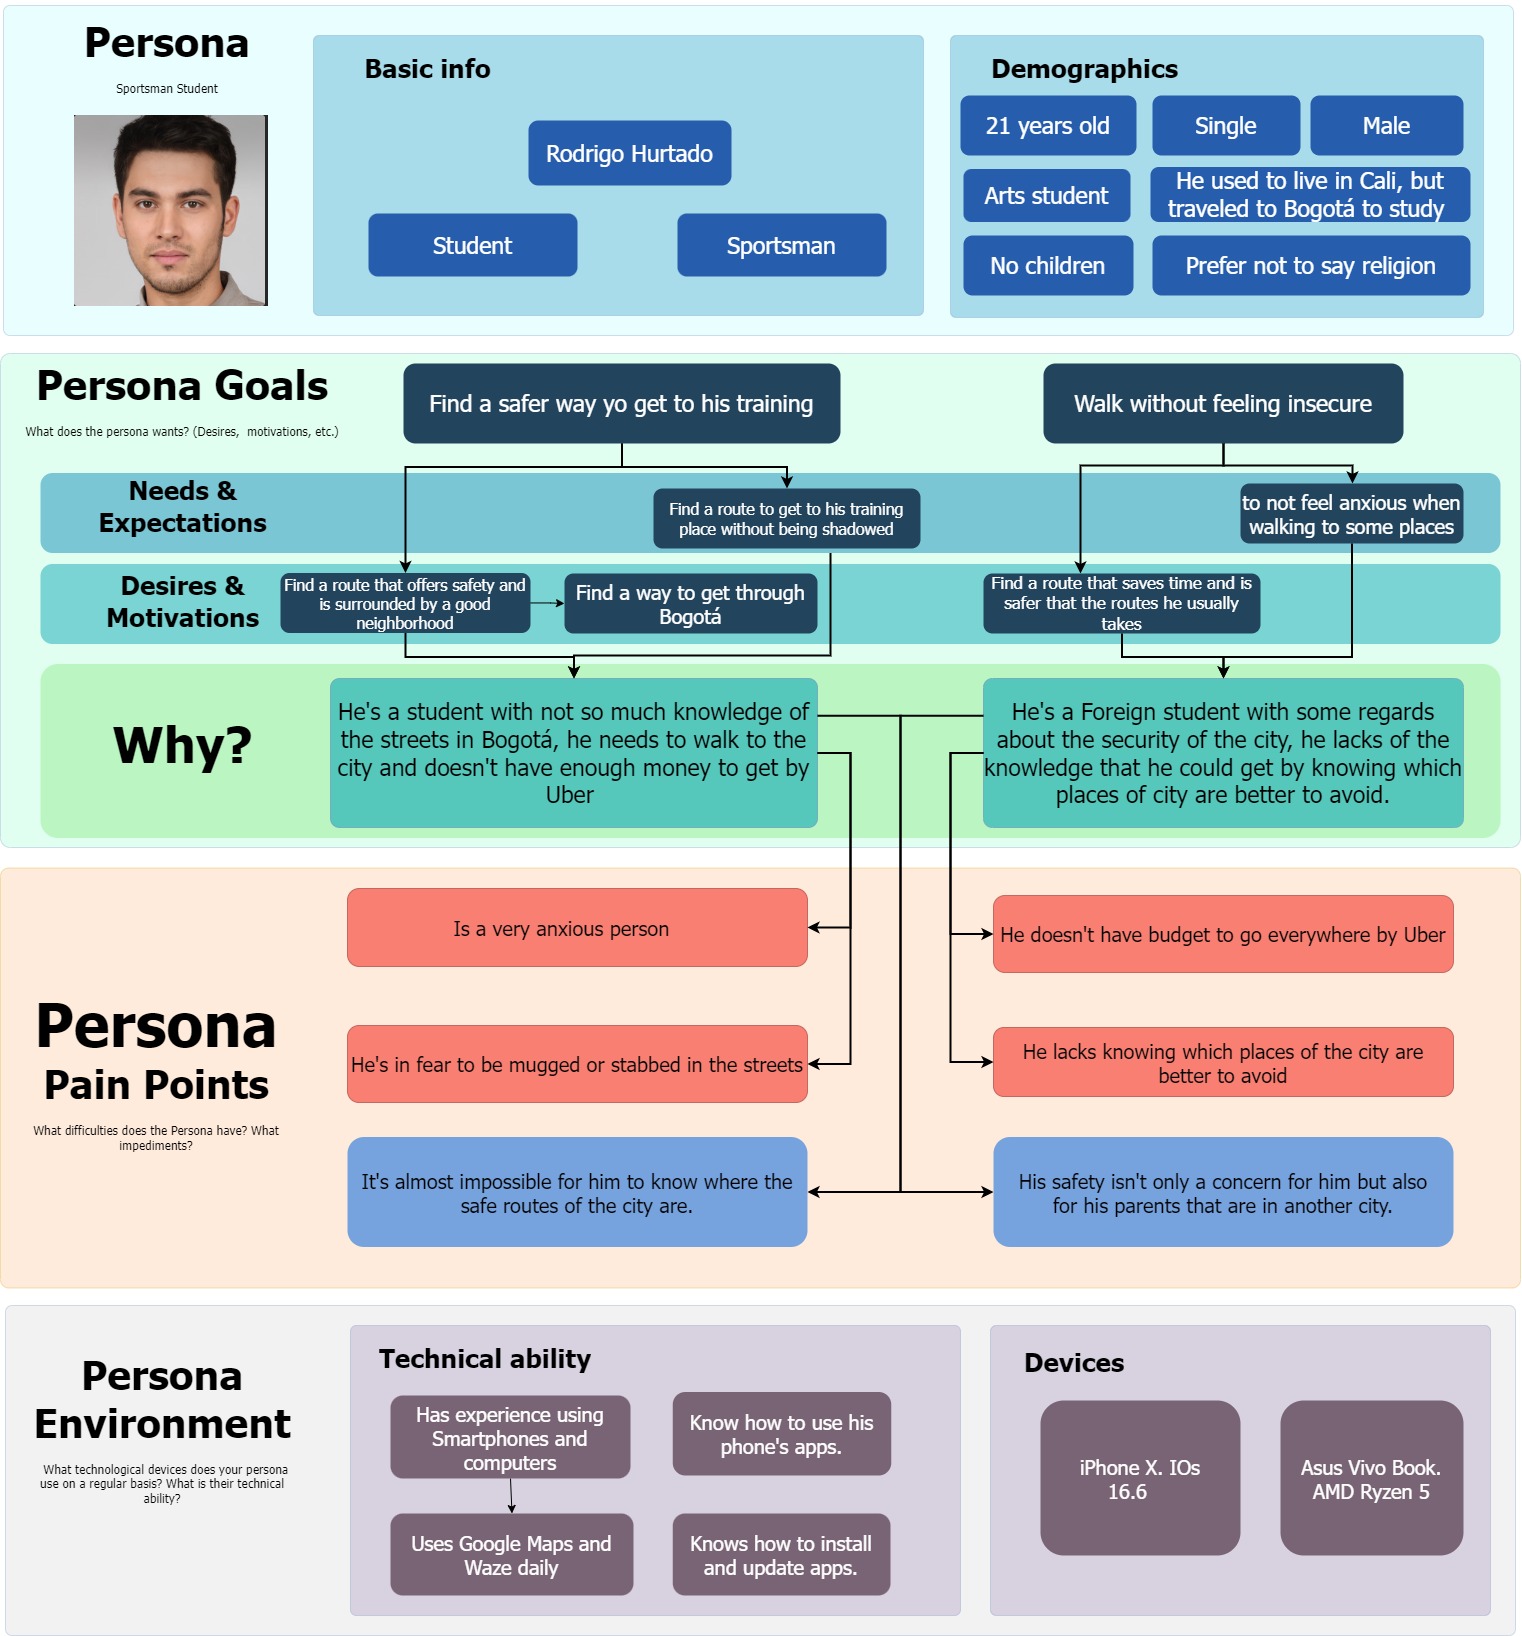 Persona
Sportsman Student
Basic info
Rodrigo Hurtado
Student
Sportsman
Demographics
21 years old
Single
Male
Arts student
He used to live in Cali, but
traveled to Bogotá to study
No children
Prefer not to say religion
Persona Goals
What does the persona wants? (Desires, motivations, etc.)
Find a safer way yo get to his training
Walk without feeling insecure
Needs &
Expectations
Find a route to get to his training
place without being shadowed
to not feel anxious when
walking to some places
Desires &
Motivations
Find a route that offers safety and
is surrounded by a good
neighborhood
Find a way to get through
Bogotá
Find a route that saves time and is
safer that the routes he usually
takes
Why?
He's a student with not so much knowledge of
the streets in Bogotá, he needs to walk to the
city and doesn't have enough money to get by
Uber
He's a Foreign student with some regards
about the security of the city, he lacks of the
knowledge that he could get by knowing which
places of city are better to avoid.
Persona
Pain Points
What difficulties does the Persona have? What
impediments?
Is a very anxious person
He doesn't have budget to go everywhere by Uber
He's in fear to be mugged or stabbed in the streets
He lacks knowing which places of the city are
better to avoid
It's almost impossible for him to know where the
safe routes of the city are.
His safety isn't only a concern for him but also
for his parents that are in another city.
Persona
Environment
What technological devices does your persona
use on a regular basis? What is their technical
ability?
Technical ability
Has experience using
Smartphones and
computers
Know how to use his
phone's apps.
Uses Google Maps and
Waze daily
Knows how to install
and update apps.
Devices
iPhone X. IOs
16.6
Asus Vivo Book.
AMD Ryzen 5